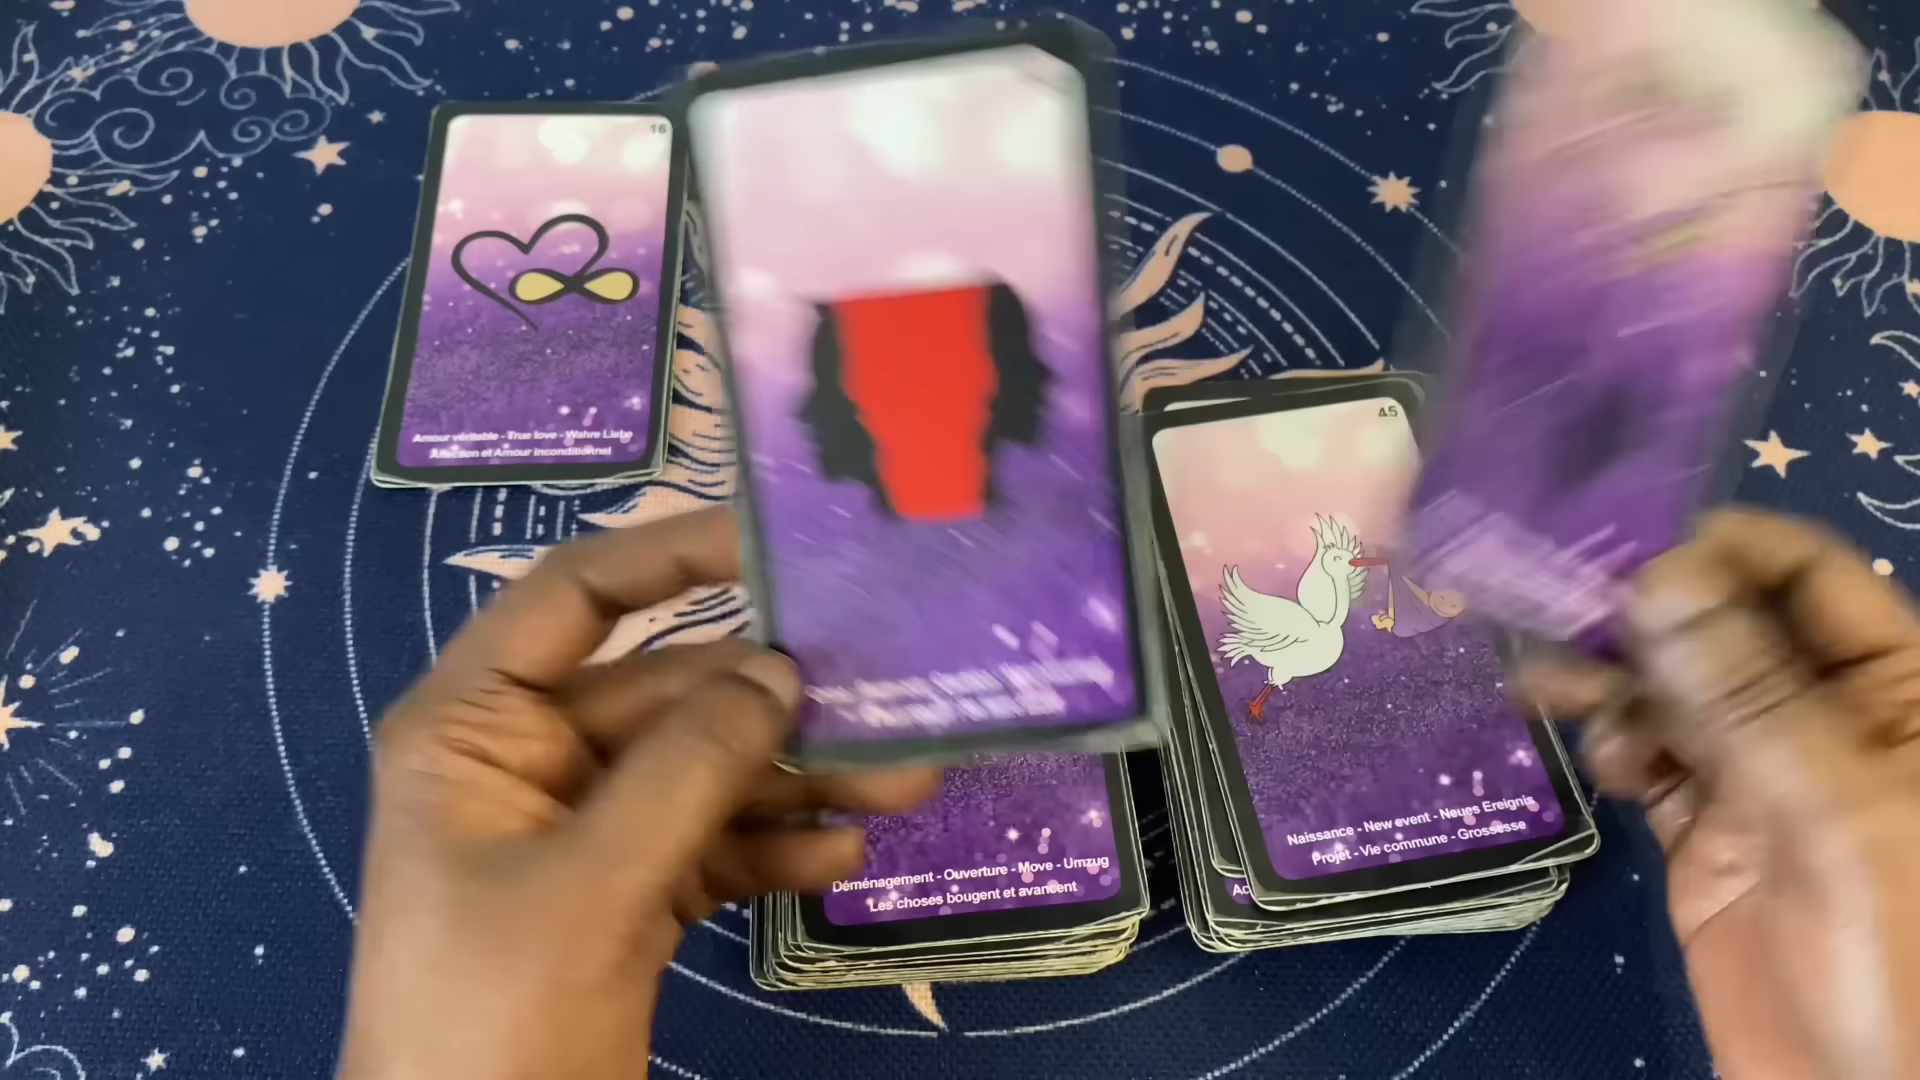 16
Amour véritable - True love - Wahre Liebe
Affection et Amour inconditionnel
45
Naissance - New event - Neues Ereignis
Projet - Vie commune - Grossesse
Déménagement - Ouverture - Move - Umzug
Les choses bougent et avancent
Ac